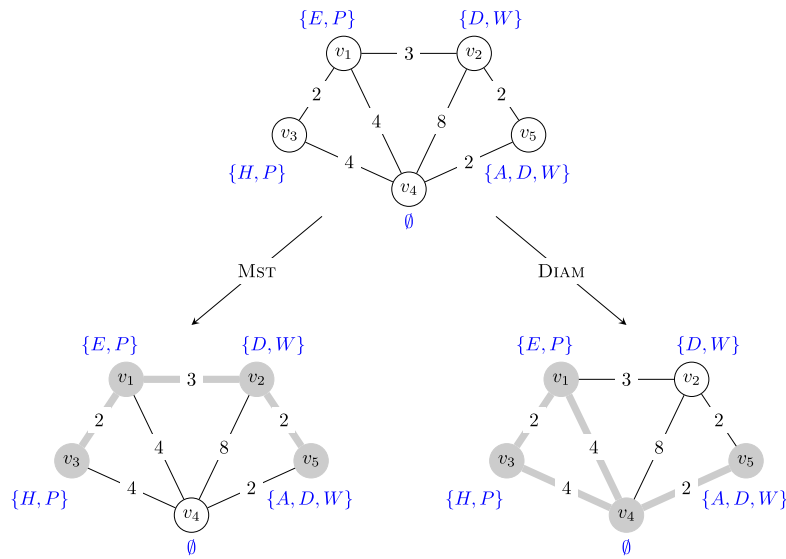 {E, P} {D, W}
v1 3 v2
2 2
4 8
v3 v5
4 2
{H, P} {A, D, W}
v4
∅
MST DIAM
{E, P} {D, W} {E, P} {D, W}
v1 3 v2 v1 3 v2
2 2 2 2
4 8 4 8
v3 v5 v3 v5
4 2 4 2
{H, P} {A, D, W} {H, P} {A, D, W}
v4 v4
∅ ∅